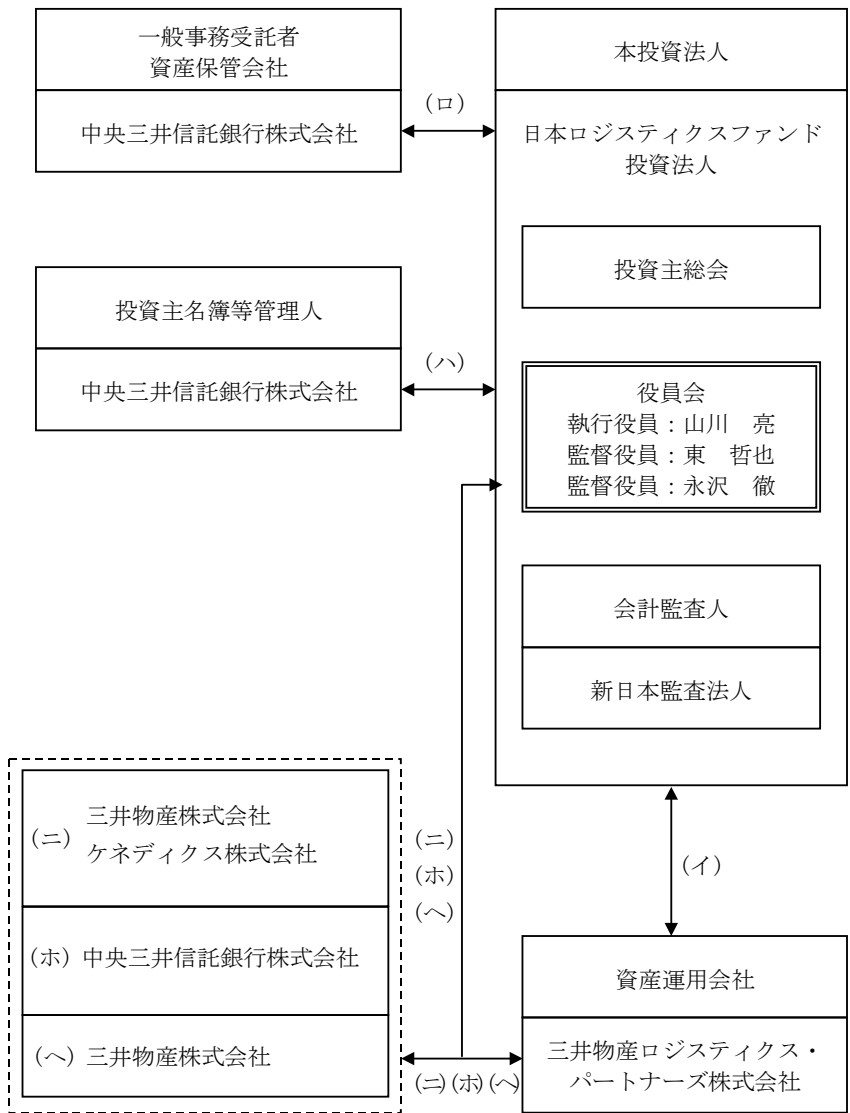 一般事務受託者
資産保管会社
中央三井信託銀行株式会社
(ロ)
本投資法人
日本ロジスティクスファンド
投資法人
投資主総会
投資主名簿等管理人
中央三井信託銀行株式会社
(ハ)
役員会
執行役員：山川　亮
監督役員：東　哲也
監督役員：永沢　徹
会計監査人
新日本監査法人
(ニ) 三井物産株式会社
ケネディクス株式会社
(ホ) 中央三井信託銀行株式会社
(ヘ) 三井物産株式会社
(ニ)
(ホ)
(ヘ)
(イ)
(ニ)(ホ)(ヘ)
資産運用会社
三井物産ロジスティクス・
パートナーズ株式会社